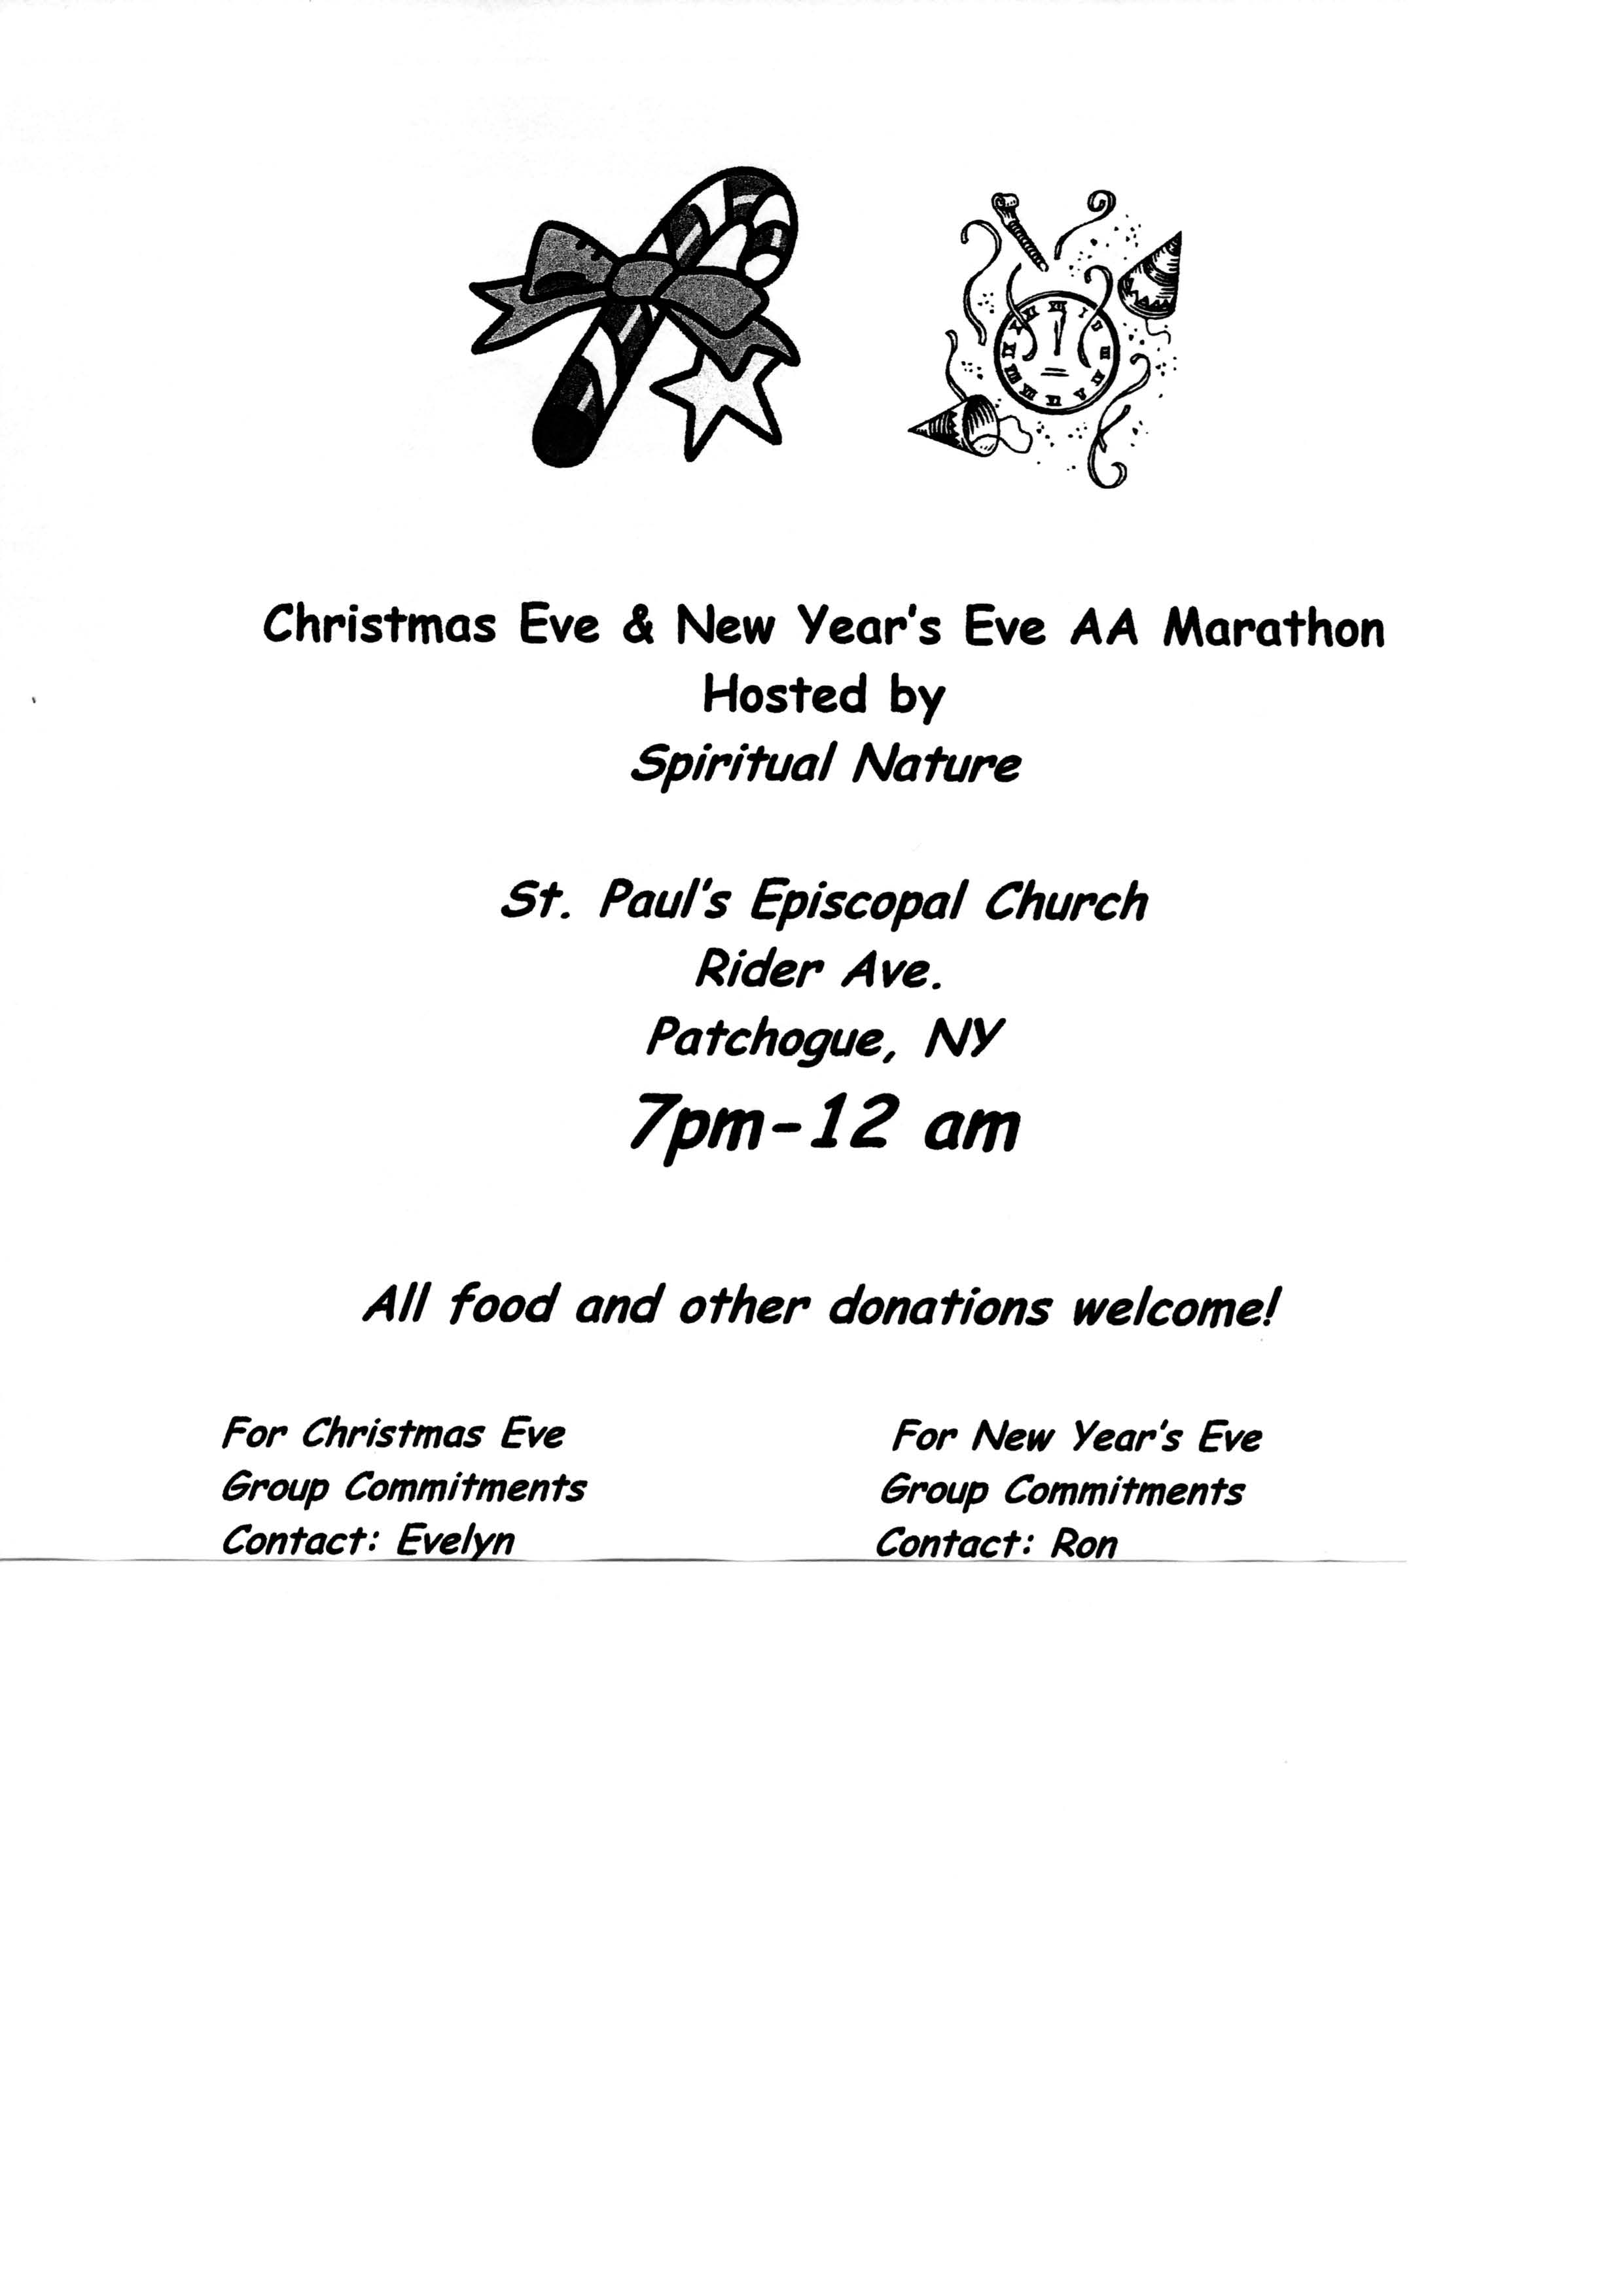 Christmas Eve & New Year's Eve AA Marathon
Hosted by
Spiritual Nature
St. Paul's Episcopal Church
Rider Ave.
Patchogue, NY
7pm-12 am
All food and other donations welcome!
For Christmas Eve
Group Commitments
Contact: Evelyn
For New Year's Eve
Group Commitments
Contact: Ron